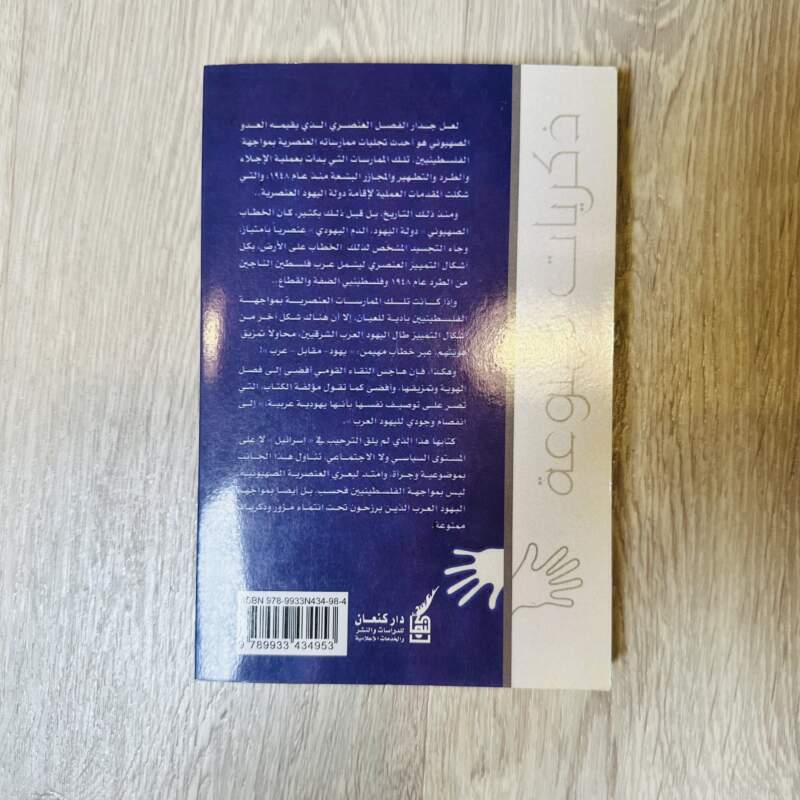 لعل جدار الفصل العنصري الذي يقيمه العدو
الصهيوني هو أحدث تجليات ممارساته العنصرية بمواجهة
الفلسطينيين، تلك الممارسات التي بدأت بعملية الإجلاء
والطرد والتطهير والمجازر البشعة منذ عام ١٩٤٨، والتي
شكلت المقدمات العملية لإقامة دولة اليهود العنصرية..
ومنذ ذلك التاريخ، بل قبل ذلك بكثير، كان الخطاب
الصهيوني «دولة اليهود، الدم اليهودي» عنصريا بامتياز،
وجاء التجسيد المشخص لذلك الخطاب على الأرض، بكل
أشكال التمييز العنصري ليشمل عرب فلسطين الناجين
من الطرد عام ١٩٤٨ وفلسطينيي الضفة والقطاع..
وإذا كانت تلك الممارسات العنصرية بمواجهة
الفلسطينيين بادية للعيان، إلا أن هناك شكل آخر من
أشكال التمييز طال اليهود العرب الشرقيين، محاولا تمزيق
هويتهم، عبر خطاب مهيمن، «يهود- مقابل -عرب»!
وهكذا، فإن هاجس النقاء القومي أفضى إلى فصل
الهوية وتمزيقها، وأفضى كما تقول مؤلفة الكتاب، التي
تصر على توصيف نفسها بأنها يهودية عربية، «إلى
انفصام وجودي لليهود العرب».
كتابها هذا الذي لم يلق الترحيب في «إسرائيل» لا على
المستوى السياسي ولا الاجتماعي، تناول هذا الجانب
بموضوعية وجرأة، وامتد ليعري العنصرية الصهيونية،
ليس بمواجهة الفلسطينيين فحسب، بل أيضا بمواجهة
اليهود العرب الذين يرزحون تحت انتماء مزور وذكريات
ممنوعة.
ذكريات ممنوعة
ISBN 978-9933N434-98-4
9 789933 434953
دار كنعان
للدراسات والنشر
والخدمات الإعلامية